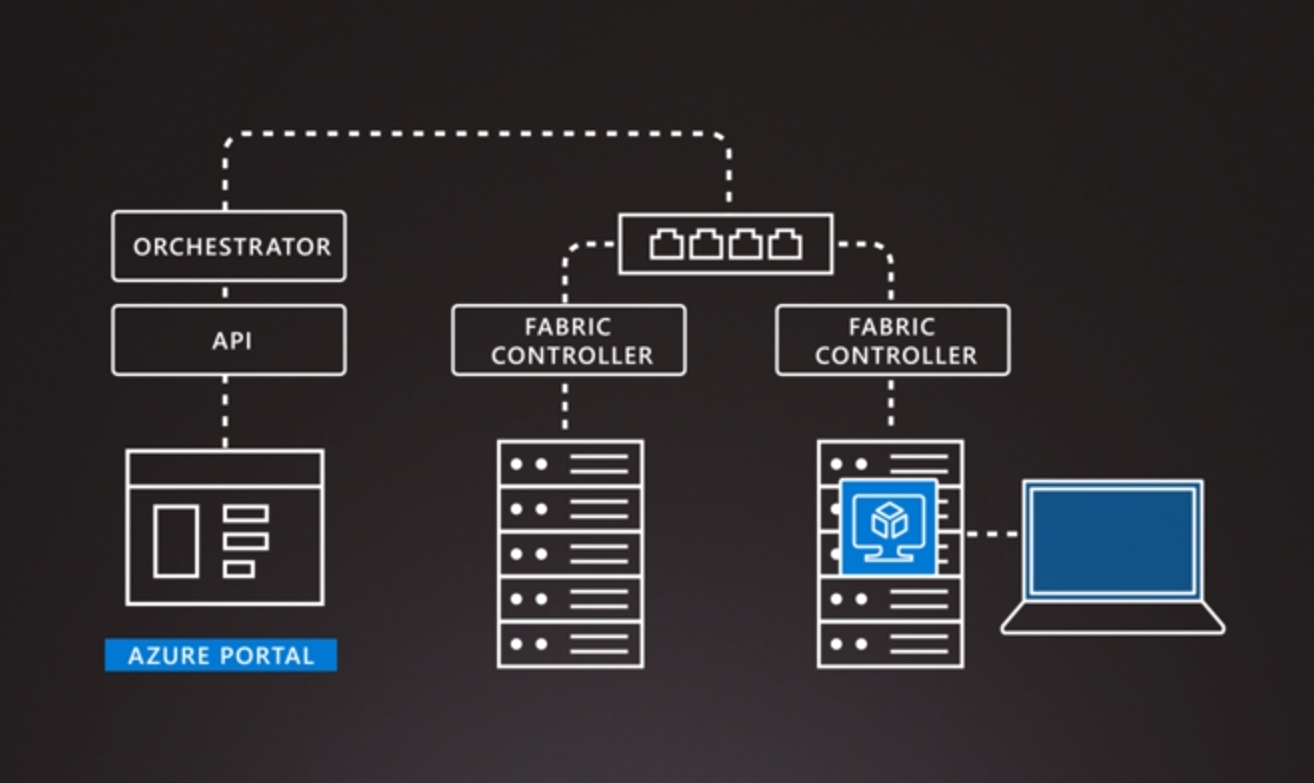 ORCHESTRATOR
API
FABRIC
CONTROLLER
FABRIC
CONTROLLER
AZURE PORTAL